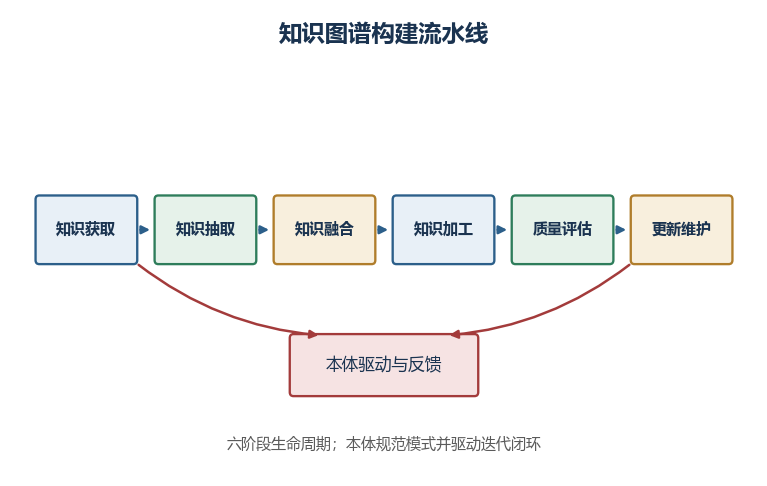 知识图谱构建流水线
知识获取
知识抽取
知识融合
知识加工
质量评估
更新维护
本体驱动与反馈
六阶段生命周期；本体规范模式并驱动迭代闭环